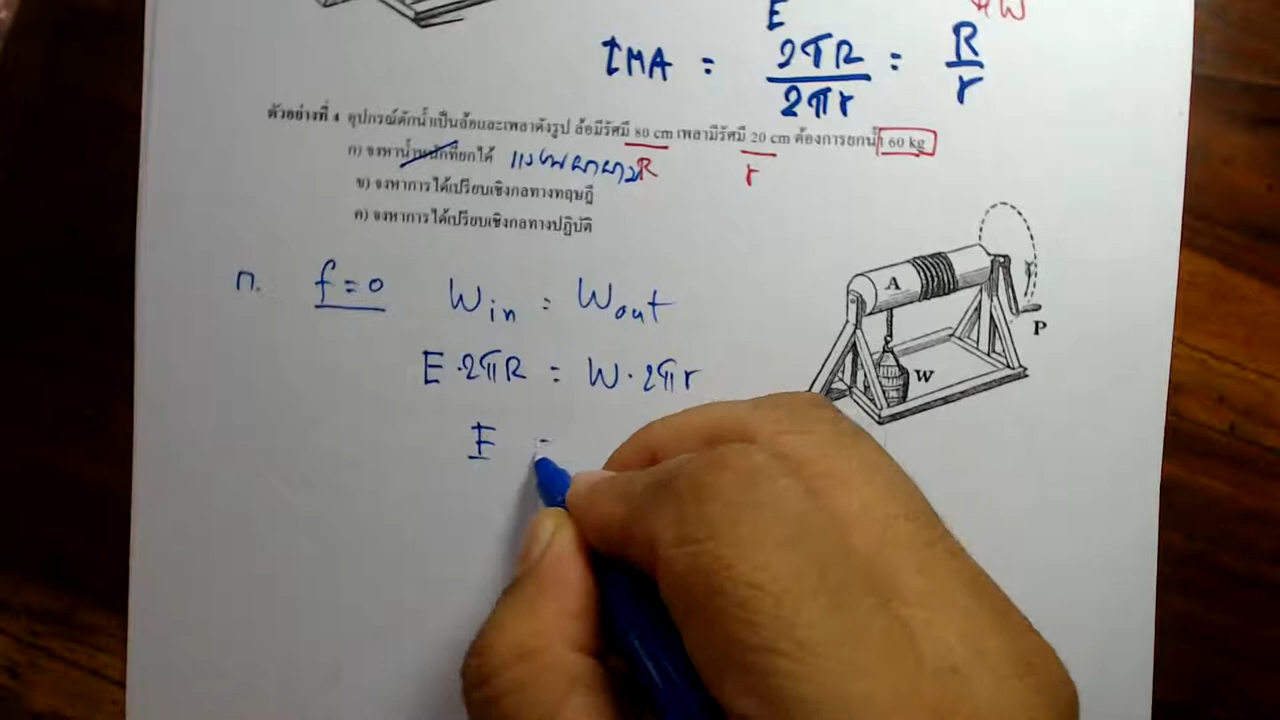 E
IMA = 2πR / 2πr = R / r
ตัวอย่างที่ 4 อุปกรณ์ตักน้ำเป็นล้อและเพลาดังรูป ล้อมีรัศมี 80 cm เพลามีรัศมี 20 cm ต้องการยกน้ำ 60 kg
ก) จงหาน้ำหนักที่ยกได้ แรงพยายาม R r
ข) จงหาการได้เปรียบเชิงกลทางทฤษฎี
ค) จงหาการได้เปรียบเชิงกลทางปฏิบัติ
ก. f = 0 Win = Wout
E · 2πR = W · 2πr
E =
A
P
W